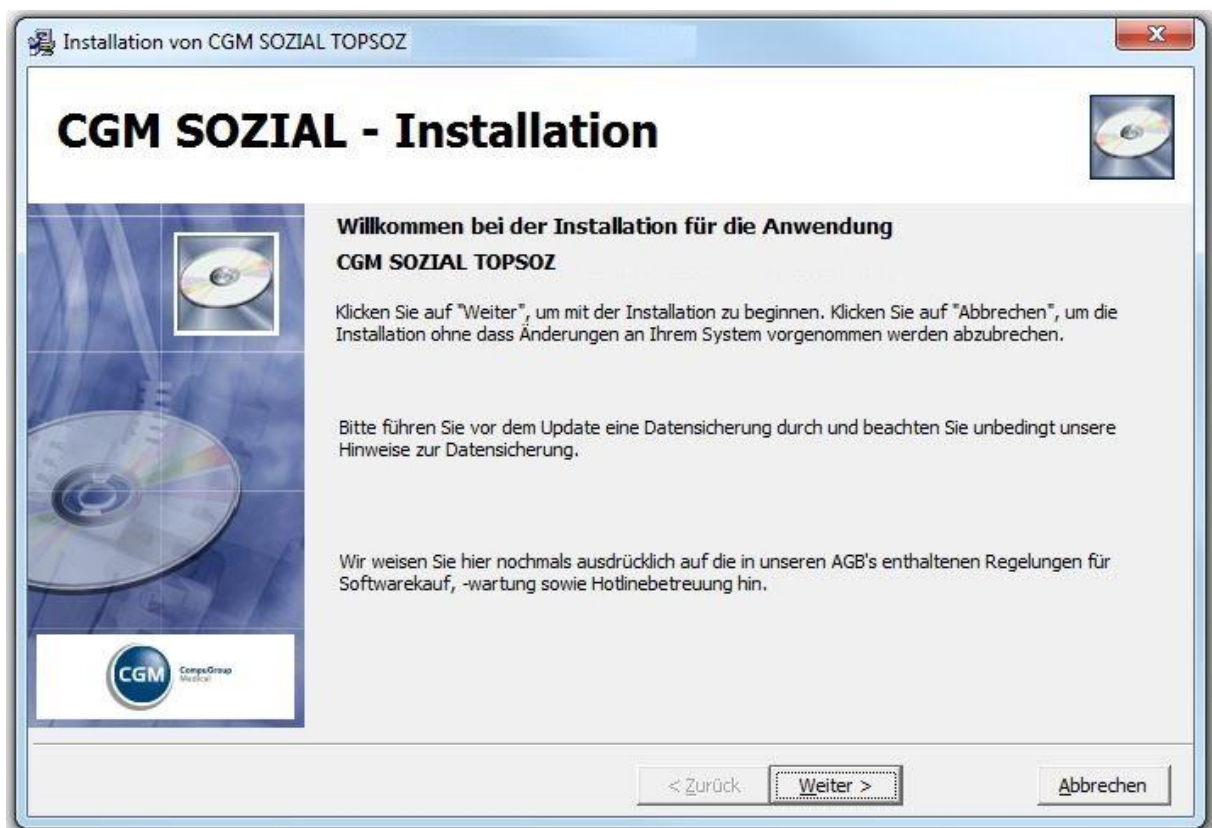 Installation von CGM SOZIAL TOPSOZ
CGM SOZIAL - Installation
Willkommen bei der Installation für die Anwendung
CGM SOZIAL TOPSOZ
Klicken Sie auf "Weiter", um mit der Installation zu beginnen. Klicken Sie auf "Abbrechen", um die
Installation ohne dass Änderungen an Ihrem System vorgenommen werden abzubrechen.
Bitte führen Sie vor dem Update eine Datensicherung durch und beachten Sie unbedingt unsere
Hinweise zur Datensicherung.
Wir weisen Sie hier nochmals ausdrücklich auf die in unseren AGB's enthaltenen Regelungen für
Softwarekauf, -wartung sowie Hotlinebetreuung hin.
CGM
CompuGroup
Medical
< Zurück
Weiter >
Abbrechen